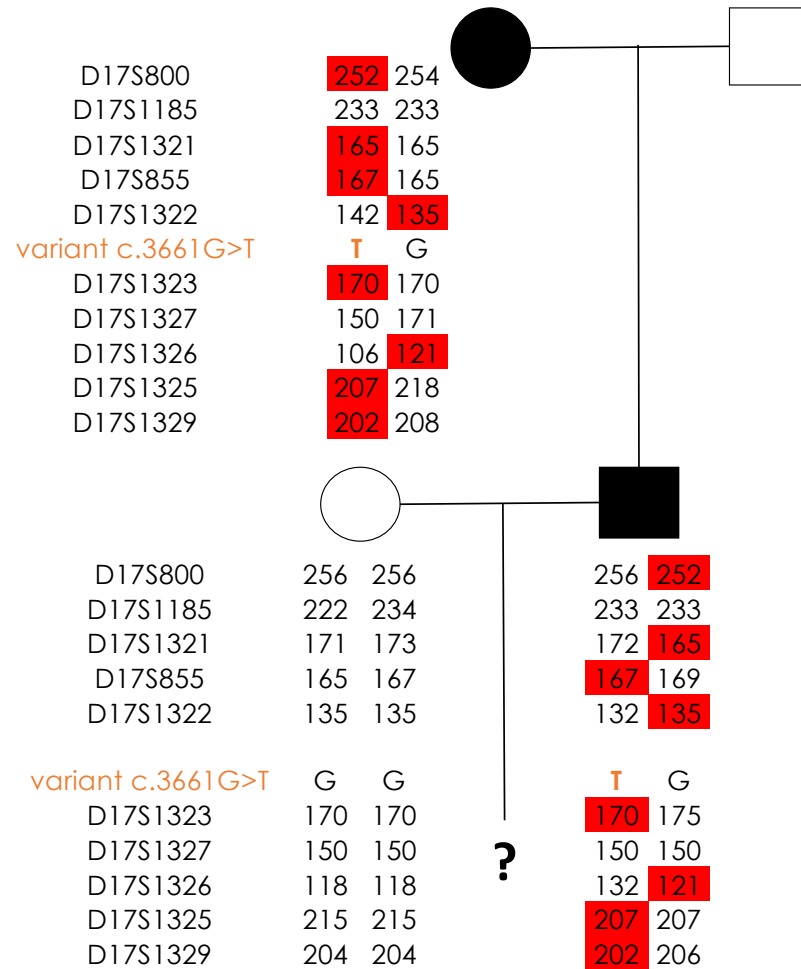 D17S800 252 254
D17S1185 233 233
D17S1321 165 165
D17S855 167 165
D17S1322 142 135
variant c.3661G>T T G
D17S1323 170 170
D17S1327 150 171
D17S1326 106 121
D17S1325 207 218
D17S1329 202 208
D17S800 256 256 256 252
D17S1185 222 234 233 233
D17S1321 171 173 172 165
D17S855 165 167 167 169
D17S1322 135 135 132 135
variant c.3661G>T G G T G
D17S1323 170 170 170 175
D17S1327 150 150 150 150
?
D17S1326 118 118 132 121
D17S1325 215 215 207 207
D17S1329 204 204 202 206